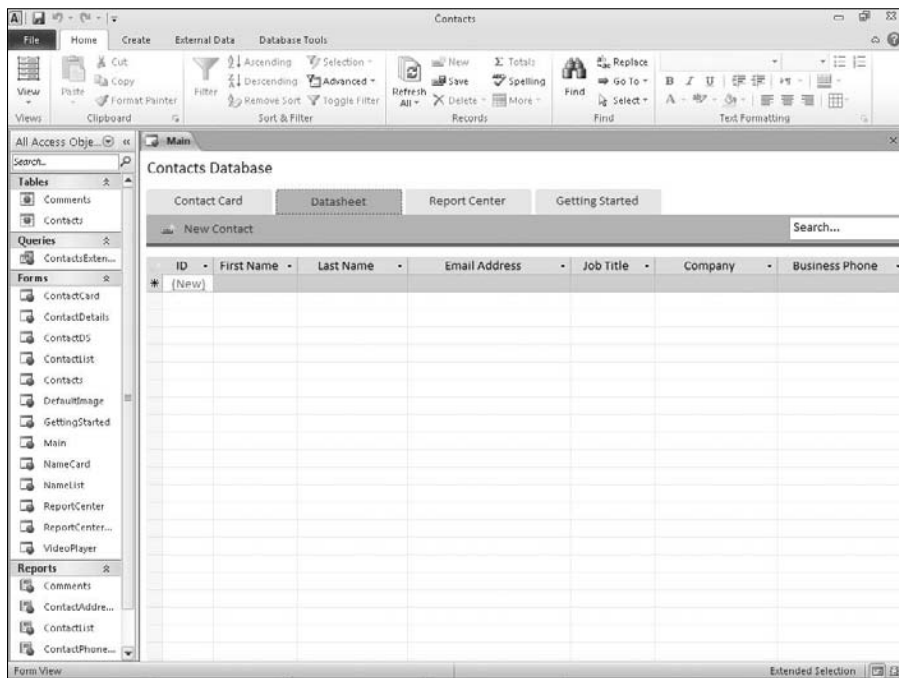 Contacts
File Home Create External Data Database Tools
View
Views
Paste
Cut
Copy
Format Painter
Clipboard
Filter
Ascending
Descending
Remove Sort
Selection
Advanced
Toggle Filter
Sort & Filter
Refresh
All
New
Save
Delete
Totals
Spelling
More
Records
Find
Replace
Go To
Select
Find
B I U
A
Text Formatting
All Access Obje...
Search...
Tables
Comments
Contacts
Queries
ContactsExten...
Forms
ContactCard
ContactDetails
ContactDS
ContactList
Contacts
DefaultImage
GettingStarted
Main
NameCard
NameList
ReportCenter
ReportCenter...
VideoPlayer
Reports
Comments
ContactAddre...
ContactList
ContactPhone...
Main
Contacts Database
Contact Card Datasheet Report Center Getting Started
New Contact Search...
ID First Name Last Name Email Address Job Title Company Business Phone
(New)
Form View Extended Selection